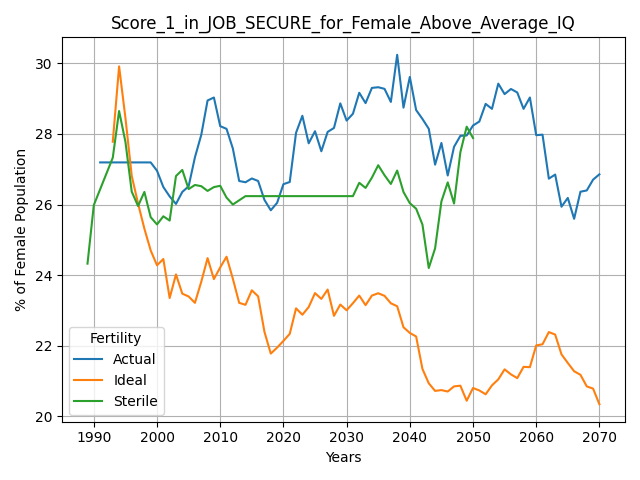 Score_1_in_JOB_SECURE_for_Female_Above_Average_IQ
30
28
26
24
22
20
% of Female Population
Fertility
Actual
Ideal
Sterile
1990 2000 2010 2020 2030 2040 2050 2060 2070
Years